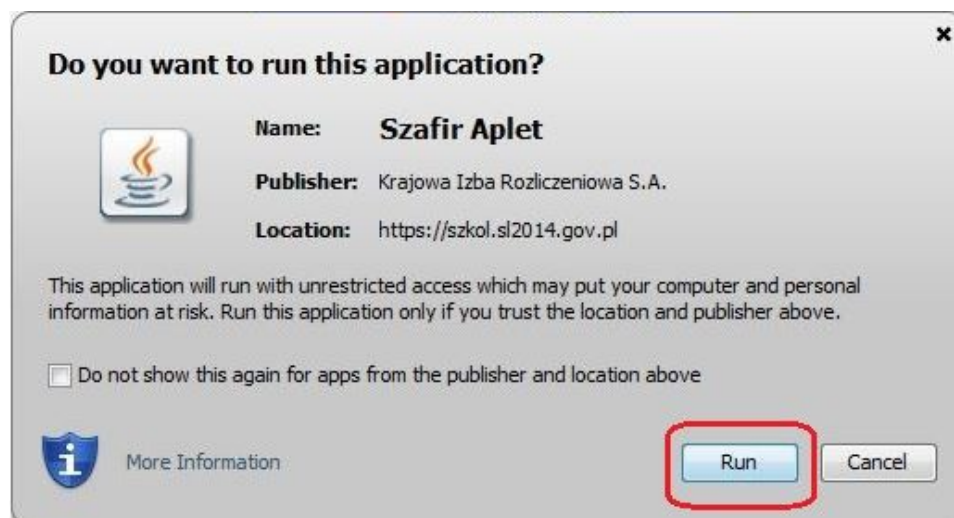 Do you want to run this application?
Name: Szafir Aplet
Publisher: Krajowa Izba Rozliczeniowa S.A.
Location: https://szkol.sl2014.gov.pl
This application will run with unrestricted access which may put your computer and personal
information at risk. Run this application only if you trust the location and publisher above.
Do not show this again for apps from the publisher and location above
More Information Run Cancel